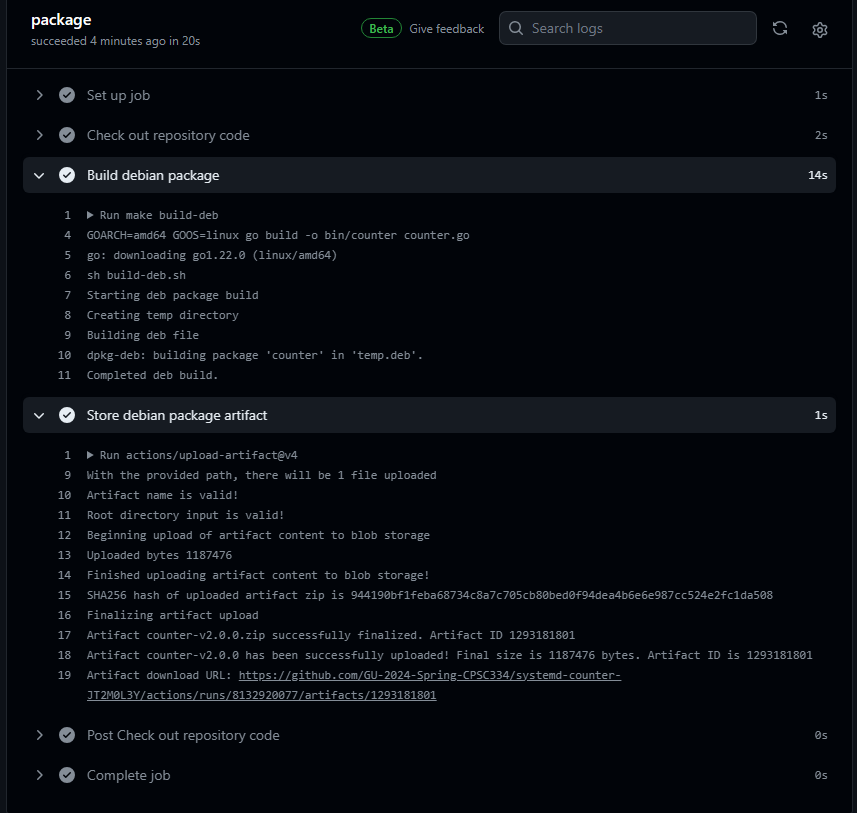 package
succeeded 4 minutes ago in 20s
Beta Give feedback
Search logs
Set up job 1s
Check out repository code 2s
Build debian package 14s
1 Run make build-deb
4 GOARCH=amd64 GOOS=linux go build -o bin/counter counter.go
5 go: downloading go1.22.0 (linux/amd64)
6 sh build-deb.sh
7 Starting deb package build
8 Creating temp directory
9 Building deb file
10 dpkg-deb: building package 'counter' in 'temp.deb'.
11 Completed deb build.
Store debian package artifact 1s
1 Run actions/upload-artifact@v4
9 With the provided path, there will be 1 file uploaded
10 Artifact name is valid!
11 Root directory input is valid!
12 Beginning upload of artifact content to blob storage
13 Uploaded bytes 1187476
14 Finished uploading artifact content to blob storage!
15 SHA256 hash of uploaded artifact zip is 944190bf1feba68734c8a7c705cb80bed0f94dea4b6e6e987cc524e2fc1da508
16 Finalizing artifact upload
17 Artifact counter-v2.0.0.zip successfully finalized. Artifact ID 1293181801
18 Artifact counter-v2.0.0 has been successfully uploaded! Final size is 1187476 bytes. Artifact ID is 1293181801
19 Artifact download URL: https://github.com/GU-2024-Spring-CPSC334/systemd-counter-
JT2M0L3Y/actions/runs/8132920077/artifacts/1293181801
Post Check out repository code 0s
Complete job 0s